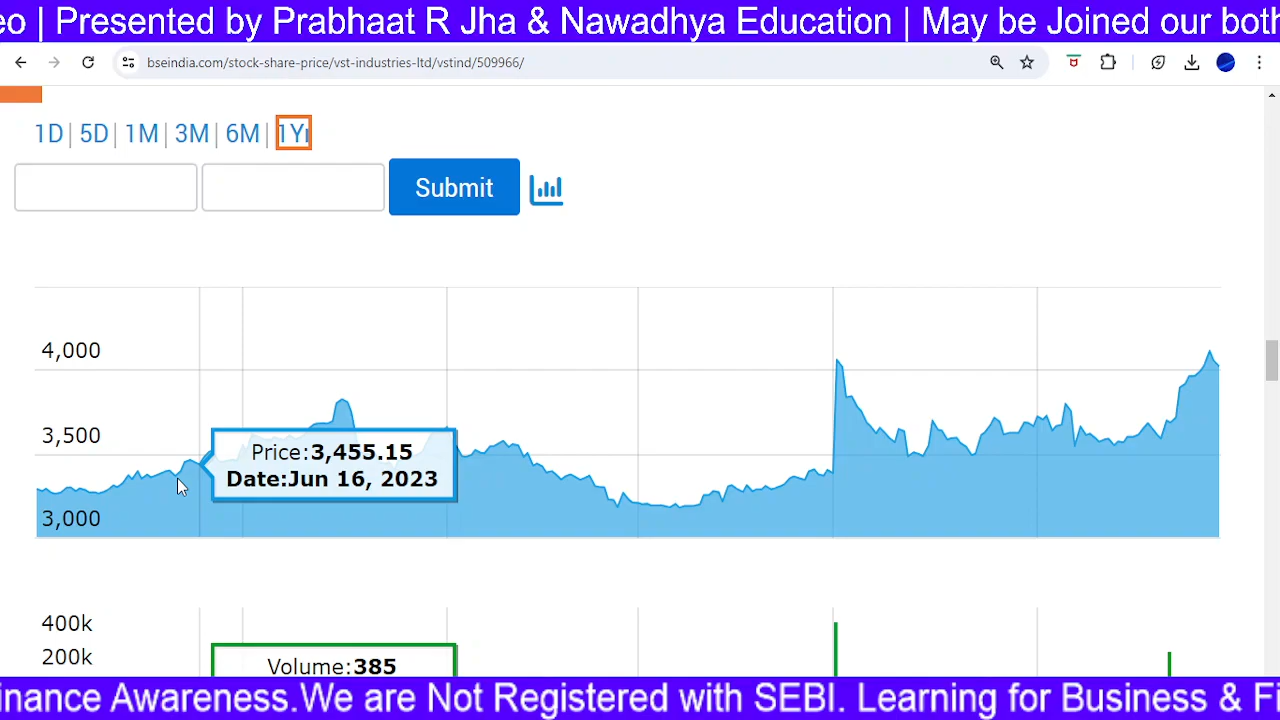 eo | Presented by Prabhaat R Jha & Nawadhya Education | May be Joined our both
bseindia.com/stock-share-price/vst-industries-ltd/vstind/509966/
1D | 5D | 1M | 3M | 6M | 1Yr
Submit
4,000
3,500
3,000
Price:3,455.15
Date:Jun 16, 2023
400k
200k
Volume:385
inance Awareness.We are Not Registered with SEBI. Learning for Business & Fi